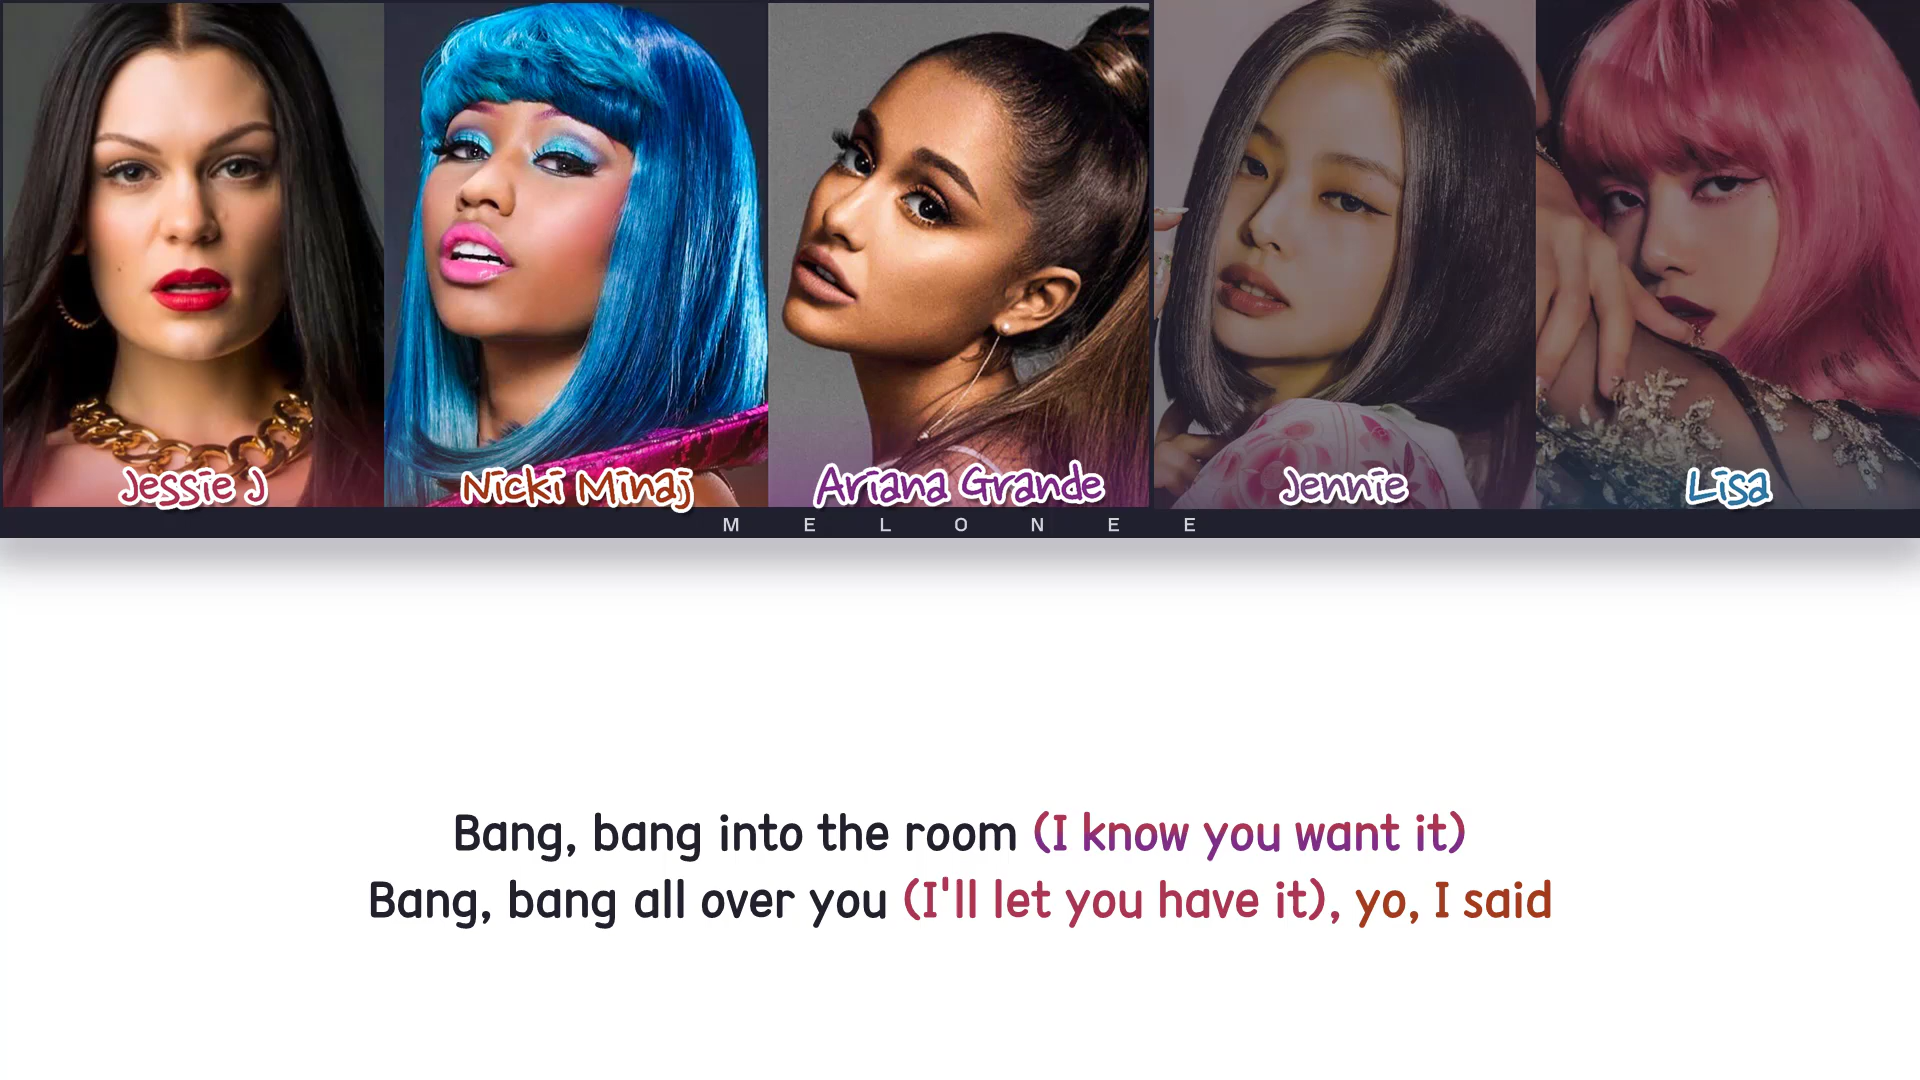 Jessie J
Nicki Minaj
Ariana Grande
Jennie
Lisa
MELONEE
Bang, bang into the room (I know you want it)
Bang, bang all over you (I'll let you have it), yo, I said